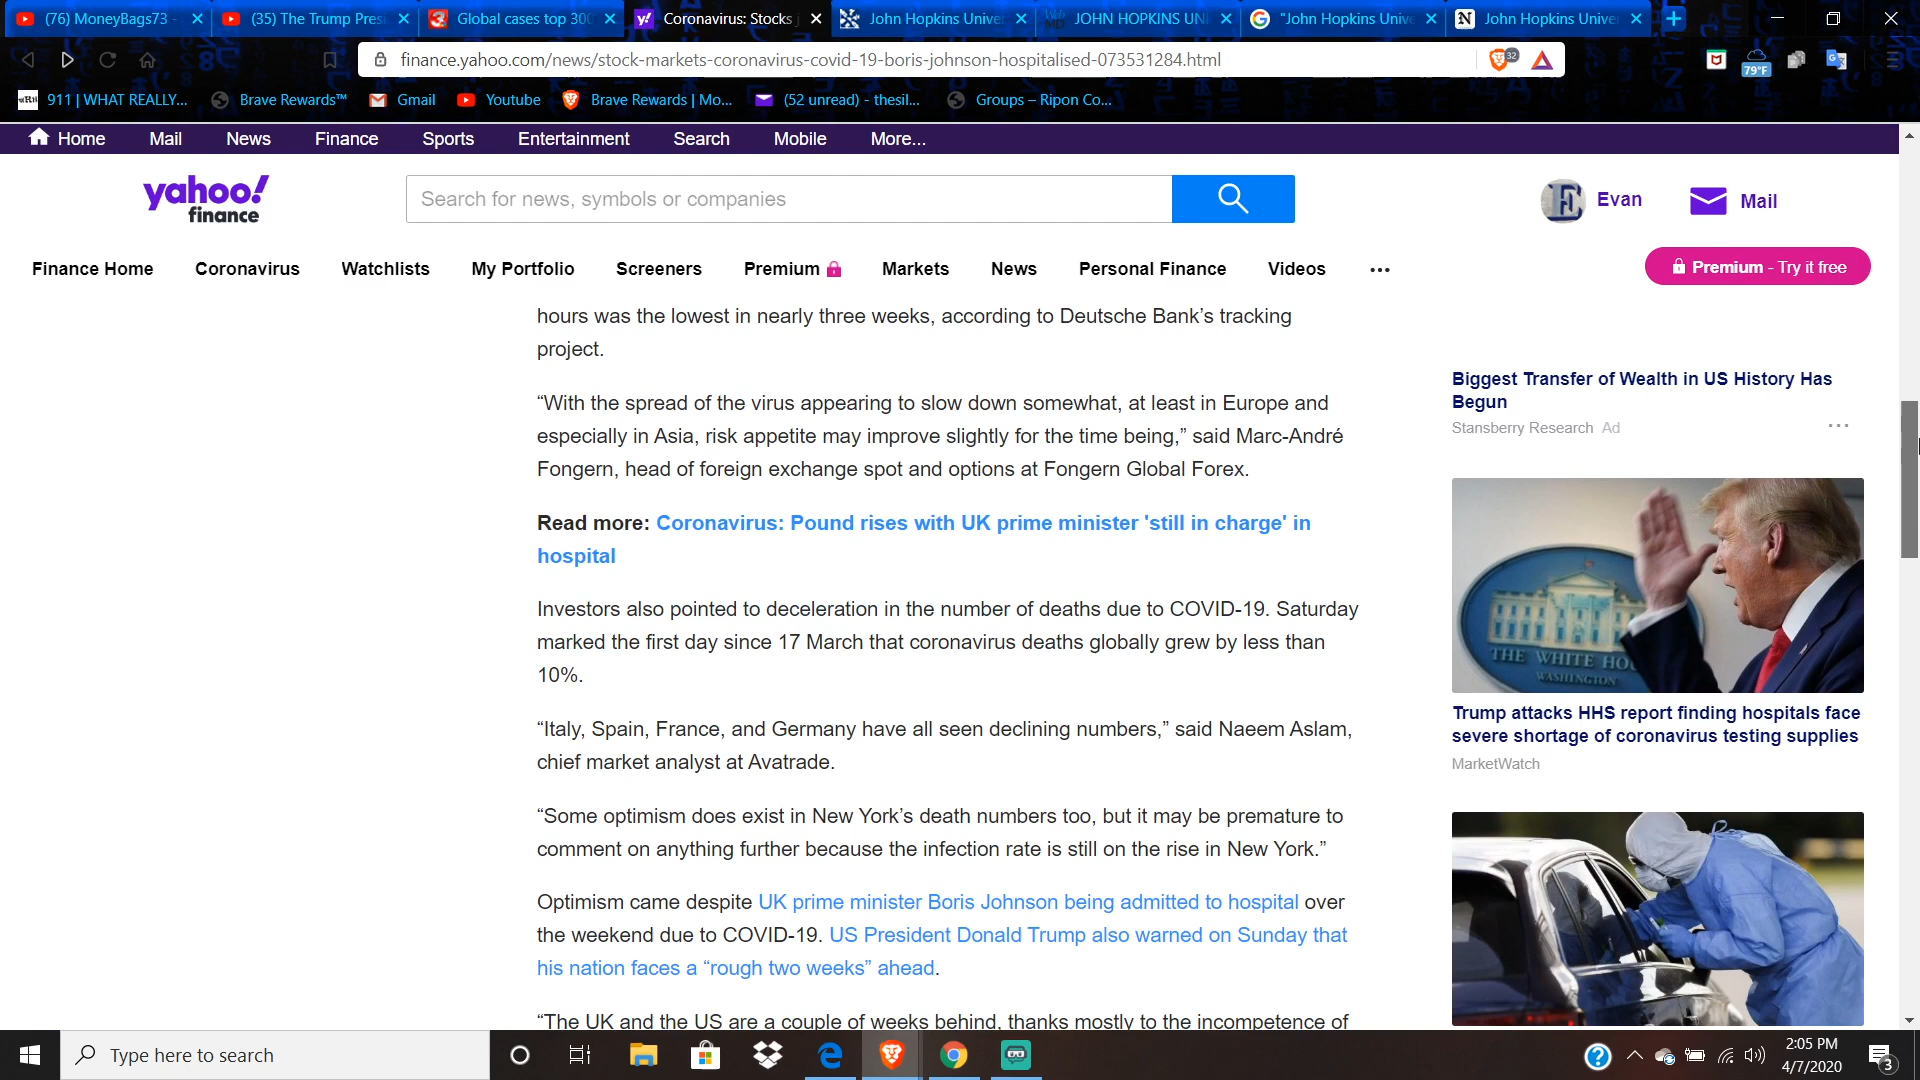 (76) MoneyBags73 -
(35) The Trump Presi
Global cases top 300
Coronavirus: Stocks j
John Hopkins Univer
JOHN HOPKINS UNI
"John Hopkins Unive
John Hopkins Univer
finance.yahoo.com/news/stock-markets-coronavirus-covid-19-boris-johnson-hospitalised-073531284.html
32
79°F
911 | WHAT REALLY...
Brave Rewards™
Gmail
Youtube
Brave Rewards | Mo...
(52 unread) - thesil...
Groups – Ripon Co...
Home Mail News Finance Sports Entertainment Search Mobile More...
yahoo!
finance
Search for news, symbols or companies
Evan
Mail
Finance Home Coronavirus Watchlists My Portfolio Screeners Premium Markets News Personal Finance Videos •••
Premium - Try it free
hours was the lowest in nearly three weeks, according to Deutsche Bank’s tracking
project.
“With the spread of the virus appearing to slow down somewhat, at least in Europe and
especially in Asia, risk appetite may improve slightly for the time being,” said Marc-André
Fongern, head of foreign exchange spot and options at Fongern Global Forex.
Read more: Coronavirus: Pound rises with UK prime minister 'still in charge' in
hospital
Investors also pointed to deceleration in the number of deaths due to COVID-19. Saturday
marked the first day since 17 March that coronavirus deaths globally grew by less than
10%.
“Italy, Spain, France, and Germany have all seen declining numbers,” said Naeem Aslam,
chief market analyst at Avatrade.
“Some optimism does exist in New York’s death numbers too, but it may be premature to
comment on anything further because the infection rate is still on the rise in New York.”
Optimism came despite UK prime minister Boris Johnson being admitted to hospital over
the weekend due to COVID-19. US President Donald Trump also warned on Sunday that
his nation faces a “rough two weeks” ahead.
“The UK and the US are a couple of weeks behind, thanks mostly to the incompetence of
Biggest Transfer of Wealth in US History Has
Begun
Stansberry Research Ad
THE WHITE HOU
WASHINGTON
Trump attacks HHS report finding hospitals face
severe shortage of coronavirus testing supplies
MarketWatch
Type here to search
2:05 PM
4/7/2020
3